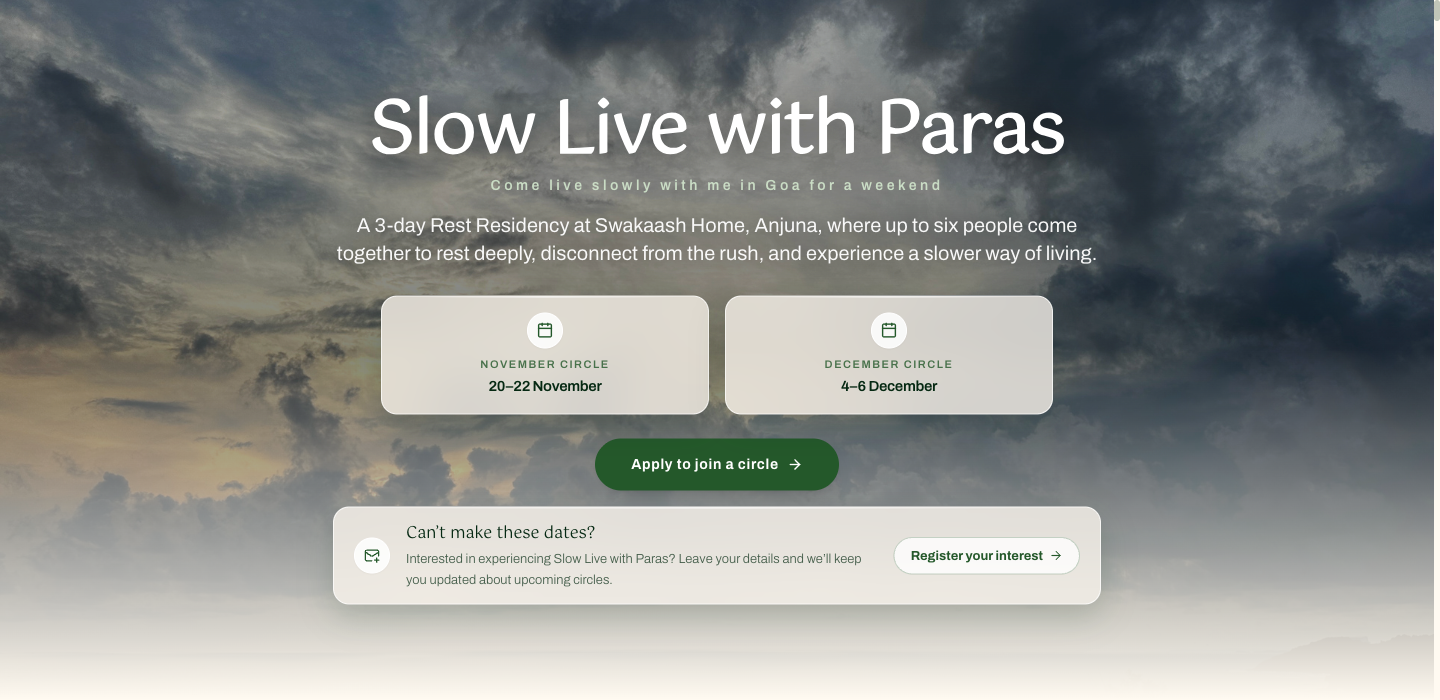 Slow Live with Paras
Come live slowly with me in Goa for a weekend
A 3-day Rest Residency at Swakaash Home, Anjuna, where up to six people come
together to rest deeply, disconnect from the rush, and experience a slower way of living.
NOVEMBER CIRCLE
20–22 November
DECEMBER CIRCLE
4–6 December
Apply to join a circle →
Can’t make these dates?
Interested in experiencing Slow Live with Paras? Leave your details and we’ll keep
you updated about upcoming circles.
Register your interest →